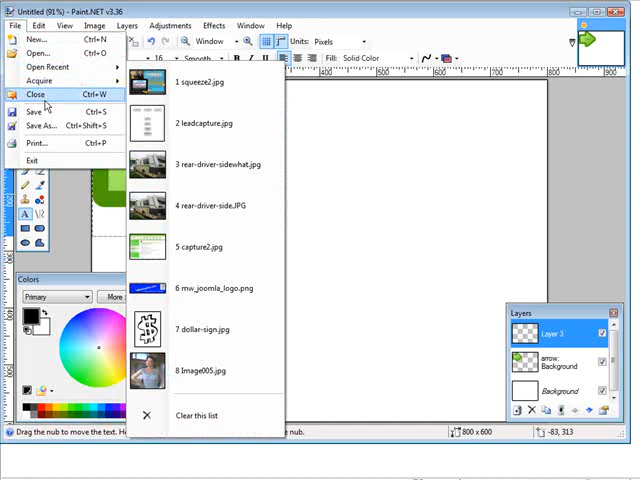 Untitled (91%) - Paint.NET v3.36
File Edit View Image Layers Adjustments Effects Utilities Window Help
Window Units: Pixels
16 Smooth B I U Fill: Solid Color
New... Ctrl+N
Open... Ctrl+O
Open Recent
Acquire
Close Ctrl+W
Save Ctrl+S
Save As... Ctrl+Shift+S
Print... Ctrl+P
Exit
1 squeeze2.jpg
2 leadcapture.jpg
3 rear-driver-sidewhat.jpg
4 rear-driver-side.JPG
5 capture2.jpg
6 mw_joomla_logo.png
7 dollar-sign.jpg
8 Image005.jpg
Clear this list
400 500 600 700 800 900
300
Colors
Primary More
Layers
Layer 3
arrow:
Background
Background
Drag the nub to move the text. H nub.
800 x 600
-83, 313